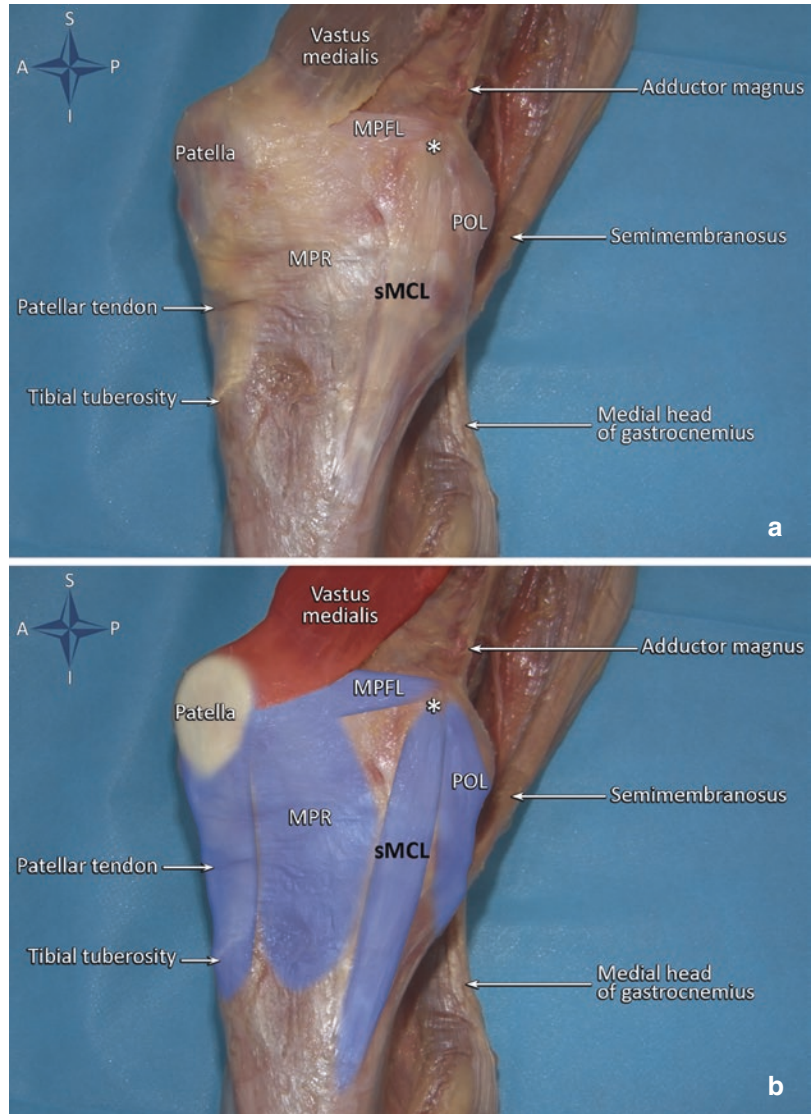 S
Vastus
medialis
A
P
Adductor magnus
I
MPFL
*
Patella
POL
Semimembranosus
MPR
sMCL
Patellar tendon
Tibial tuberosity
Medial head
of gastrocnemius
a
S
Vastus
medialis
A
P
Adductor magnus
I
MPFL
*
Patella
POL
Semimembranosus
MPR
sMCL
Patellar tendon
Tibial tuberosity
Medial head
of gastrocnemius
b